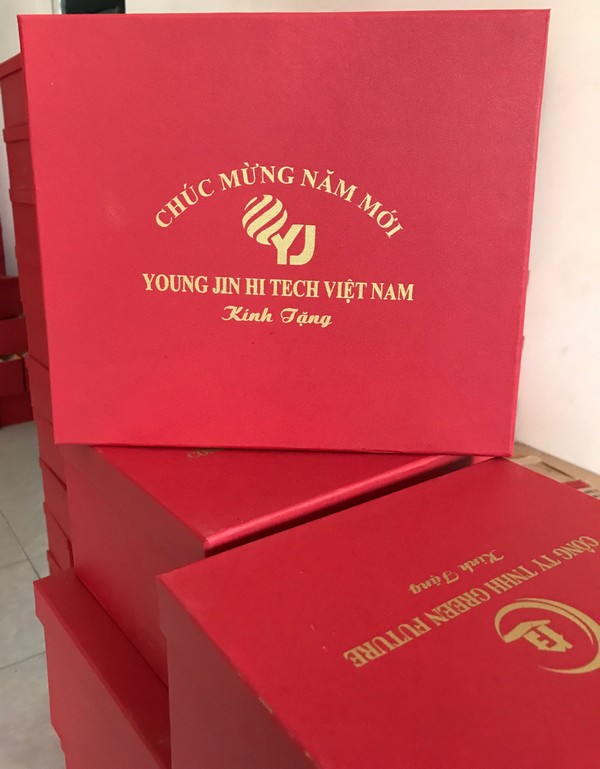 CHÚC MỪNG NĂM MỚI
YJ
YOUNG JIN HI TECH VIỆT NAM
Kính Tặng
CÔNG TY TNHH GREEN FUTURE
Kính Tặng